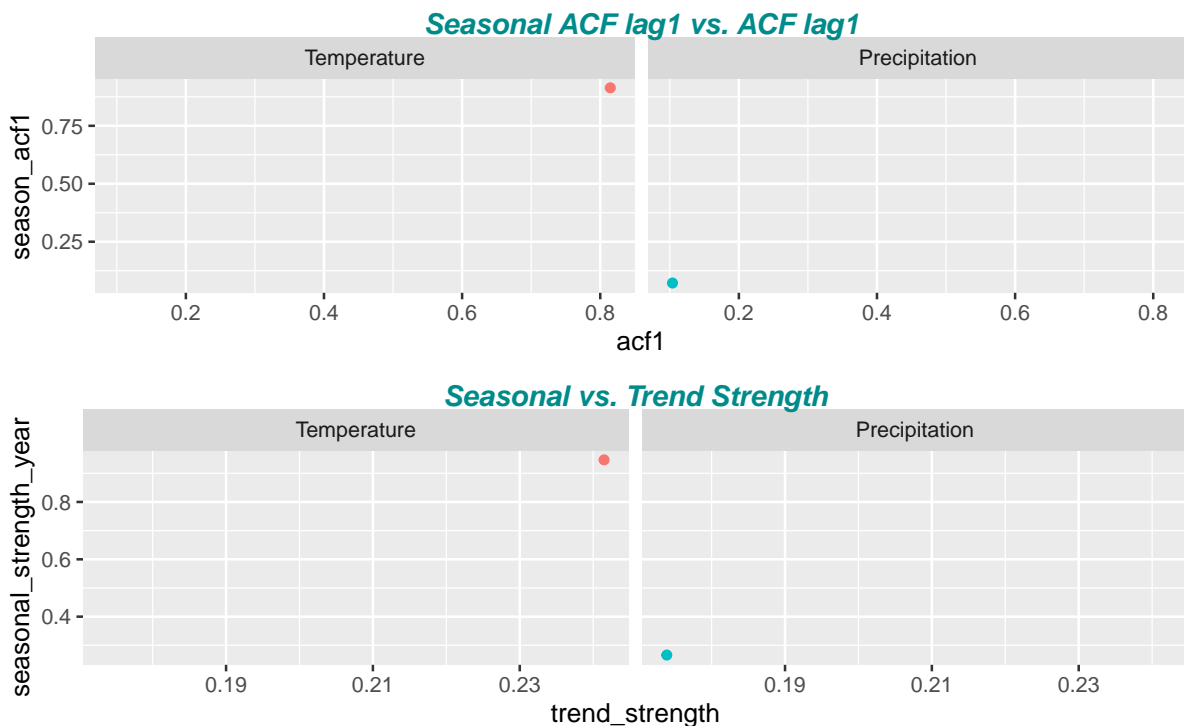 Seasonal ACF lag1 vs. ACF lag1
Temperature Precipitation
season_acf1
0.75
0.50
0.25
0.2 0.4 0.6 0.8 0.2 0.4 0.6 0.8
acf1
Seasonal vs. Trend Strength
Temperature Precipitation
seasonal_strength_year
0.8
0.6
0.4
0.19 0.21 0.23 0.19 0.21 0.23
trend_strength